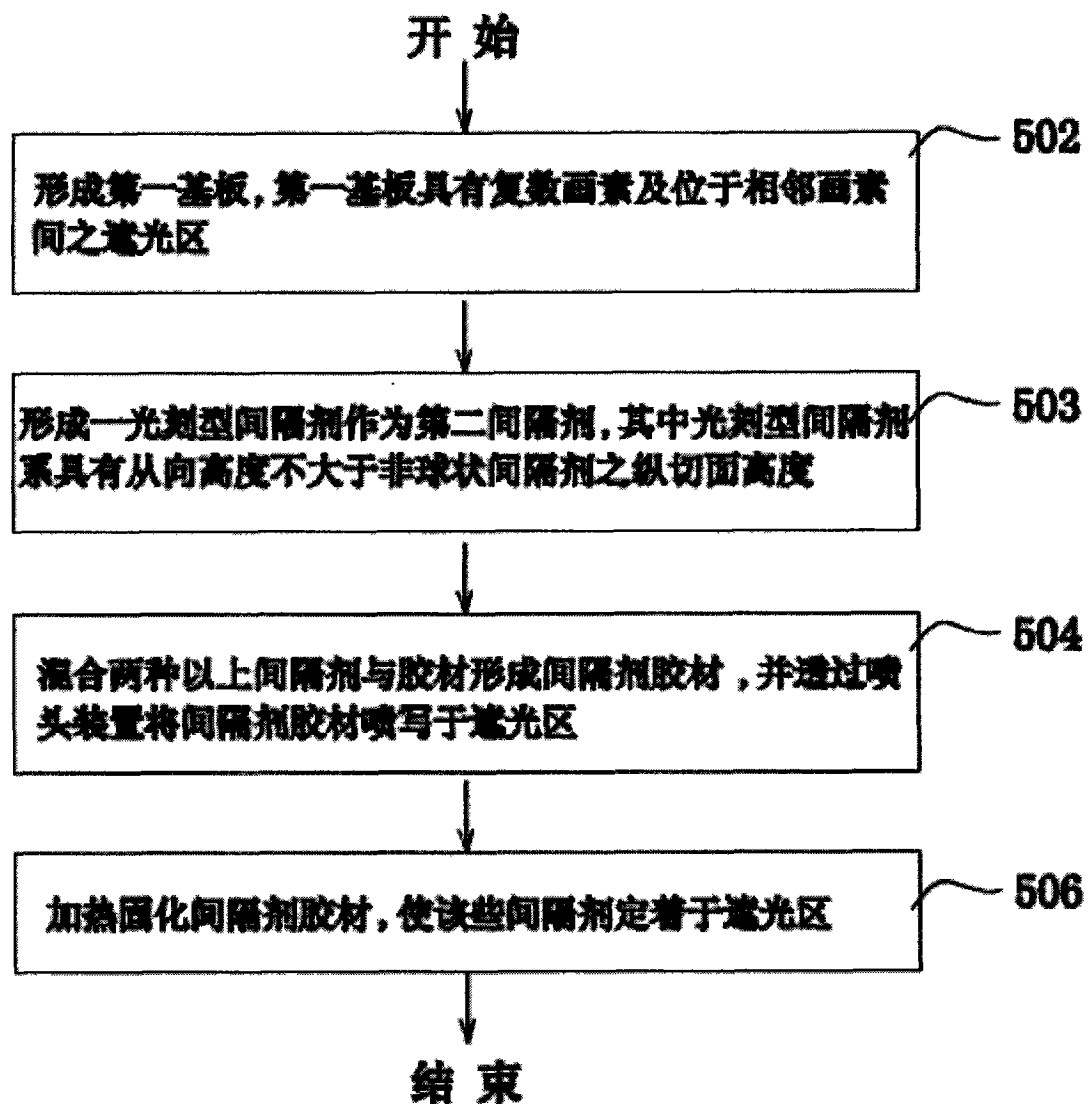 开 始
502
形成第一基板,第一基板具有复数画素及位于相邻画素
间之遮光区
503
形成一光刻型间隔剂作为第二间隔剂,其中光刻型间隔剂
系具有从向高度不大于非球状间隔剂之纵切面高度
504
混合两种以上间隔剂与胶材形成间隔剂胶材,并透过喷
头装置将间隔剂胶材喷写于遮光区
506
加热固化间隔剂胶材,使该些间隔剂定着于遮光区
结 束